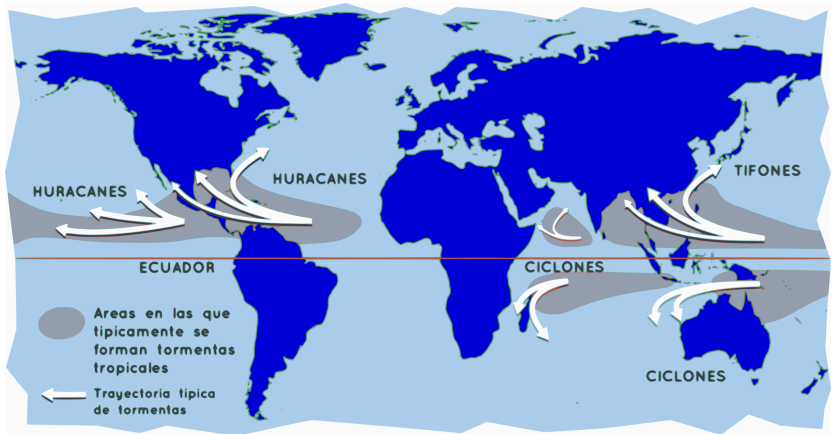 TIFONES
HURACANES
HURACANES
ECUADOR
CICLONES
Areas en las que
tipicamente se
forman tormentas
tropicales
CICLONES
Trayectoria tipica
de tormentas